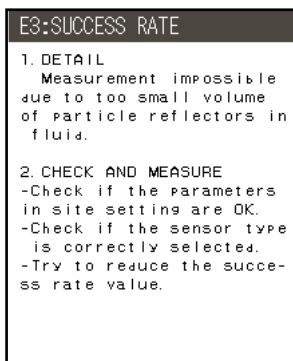 E3:SUCCESS RATE
1. DETAIL
Measurement impossible
due to too small volume
of particle reflectors in
fluid.
2. CHECK AND MEASURE
-Check if the parameters
in site setting are OK.
-Check if the sensor type
is correctly selected.
-Try to reduce the succe-
ss rate value.